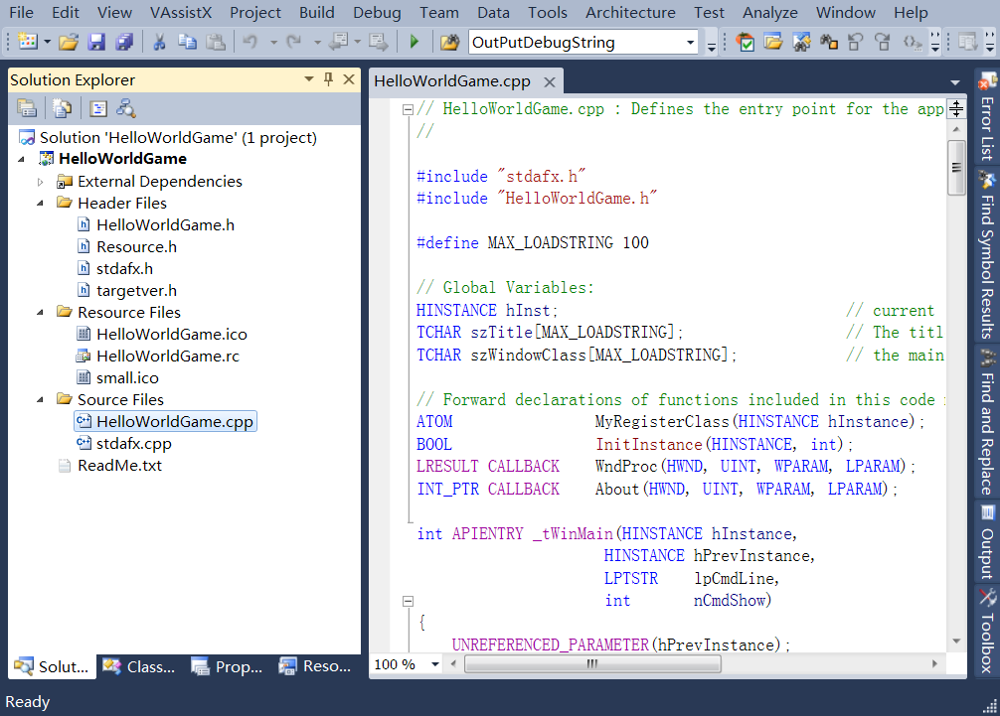 File Edit View VAssistX Project Build Debug Team Data Tools Architecture Test Analyze Window Help
OutPutDebugString
Solution Explorer
Solution 'HelloWorldGame' (1 project)
HelloWorldGame
External Dependencies
Header Files
HelloWorldGame.h
Resource.h
stdafx.h
targetver.h
Resource Files
HelloWorldGame.ico
HelloWorldGame.rc
small.ico
Source Files
HelloWorldGame.cpp
stdafx.cpp
ReadMe.txt
Solut... Class... Prop... Reso...
HelloWorldGame.cpp
// HelloWorldGame.cpp : Defines the entry point for the app
//
#include "stdafx.h"
#include "HelloWorldGame.h"
#define MAX_LOADSTRING 100
// Global Variables:
HINSTANCE hInst; // current
TCHAR szTitle[MAX_LOADSTRING]; // The titl
TCHAR szWindowClass[MAX_LOADSTRING]; // the main
// Forward declarations of functions included in this code
ATOM MyRegisterClass(HINSTANCE hInstance);
BOOL InitInstance(HINSTANCE, int);
LRESULT CALLBACK WndProc(HWND, UINT, WPARAM, LPARAM);
INT_PTR CALLBACK About(HWND, UINT, WPARAM, LPARAM);
int APIENTRY _tWinMain(HINSTANCE hInstance,
HINSTANCE hPrevInstance,
LPTSTR lpCmdLine,
int nCmdShow)
{
UNREFERENCED_PARAMETER(hPrevInstance);
100 %
Error List
Find Symbol Results
Find and Replace
Output
Toolbox
Ready